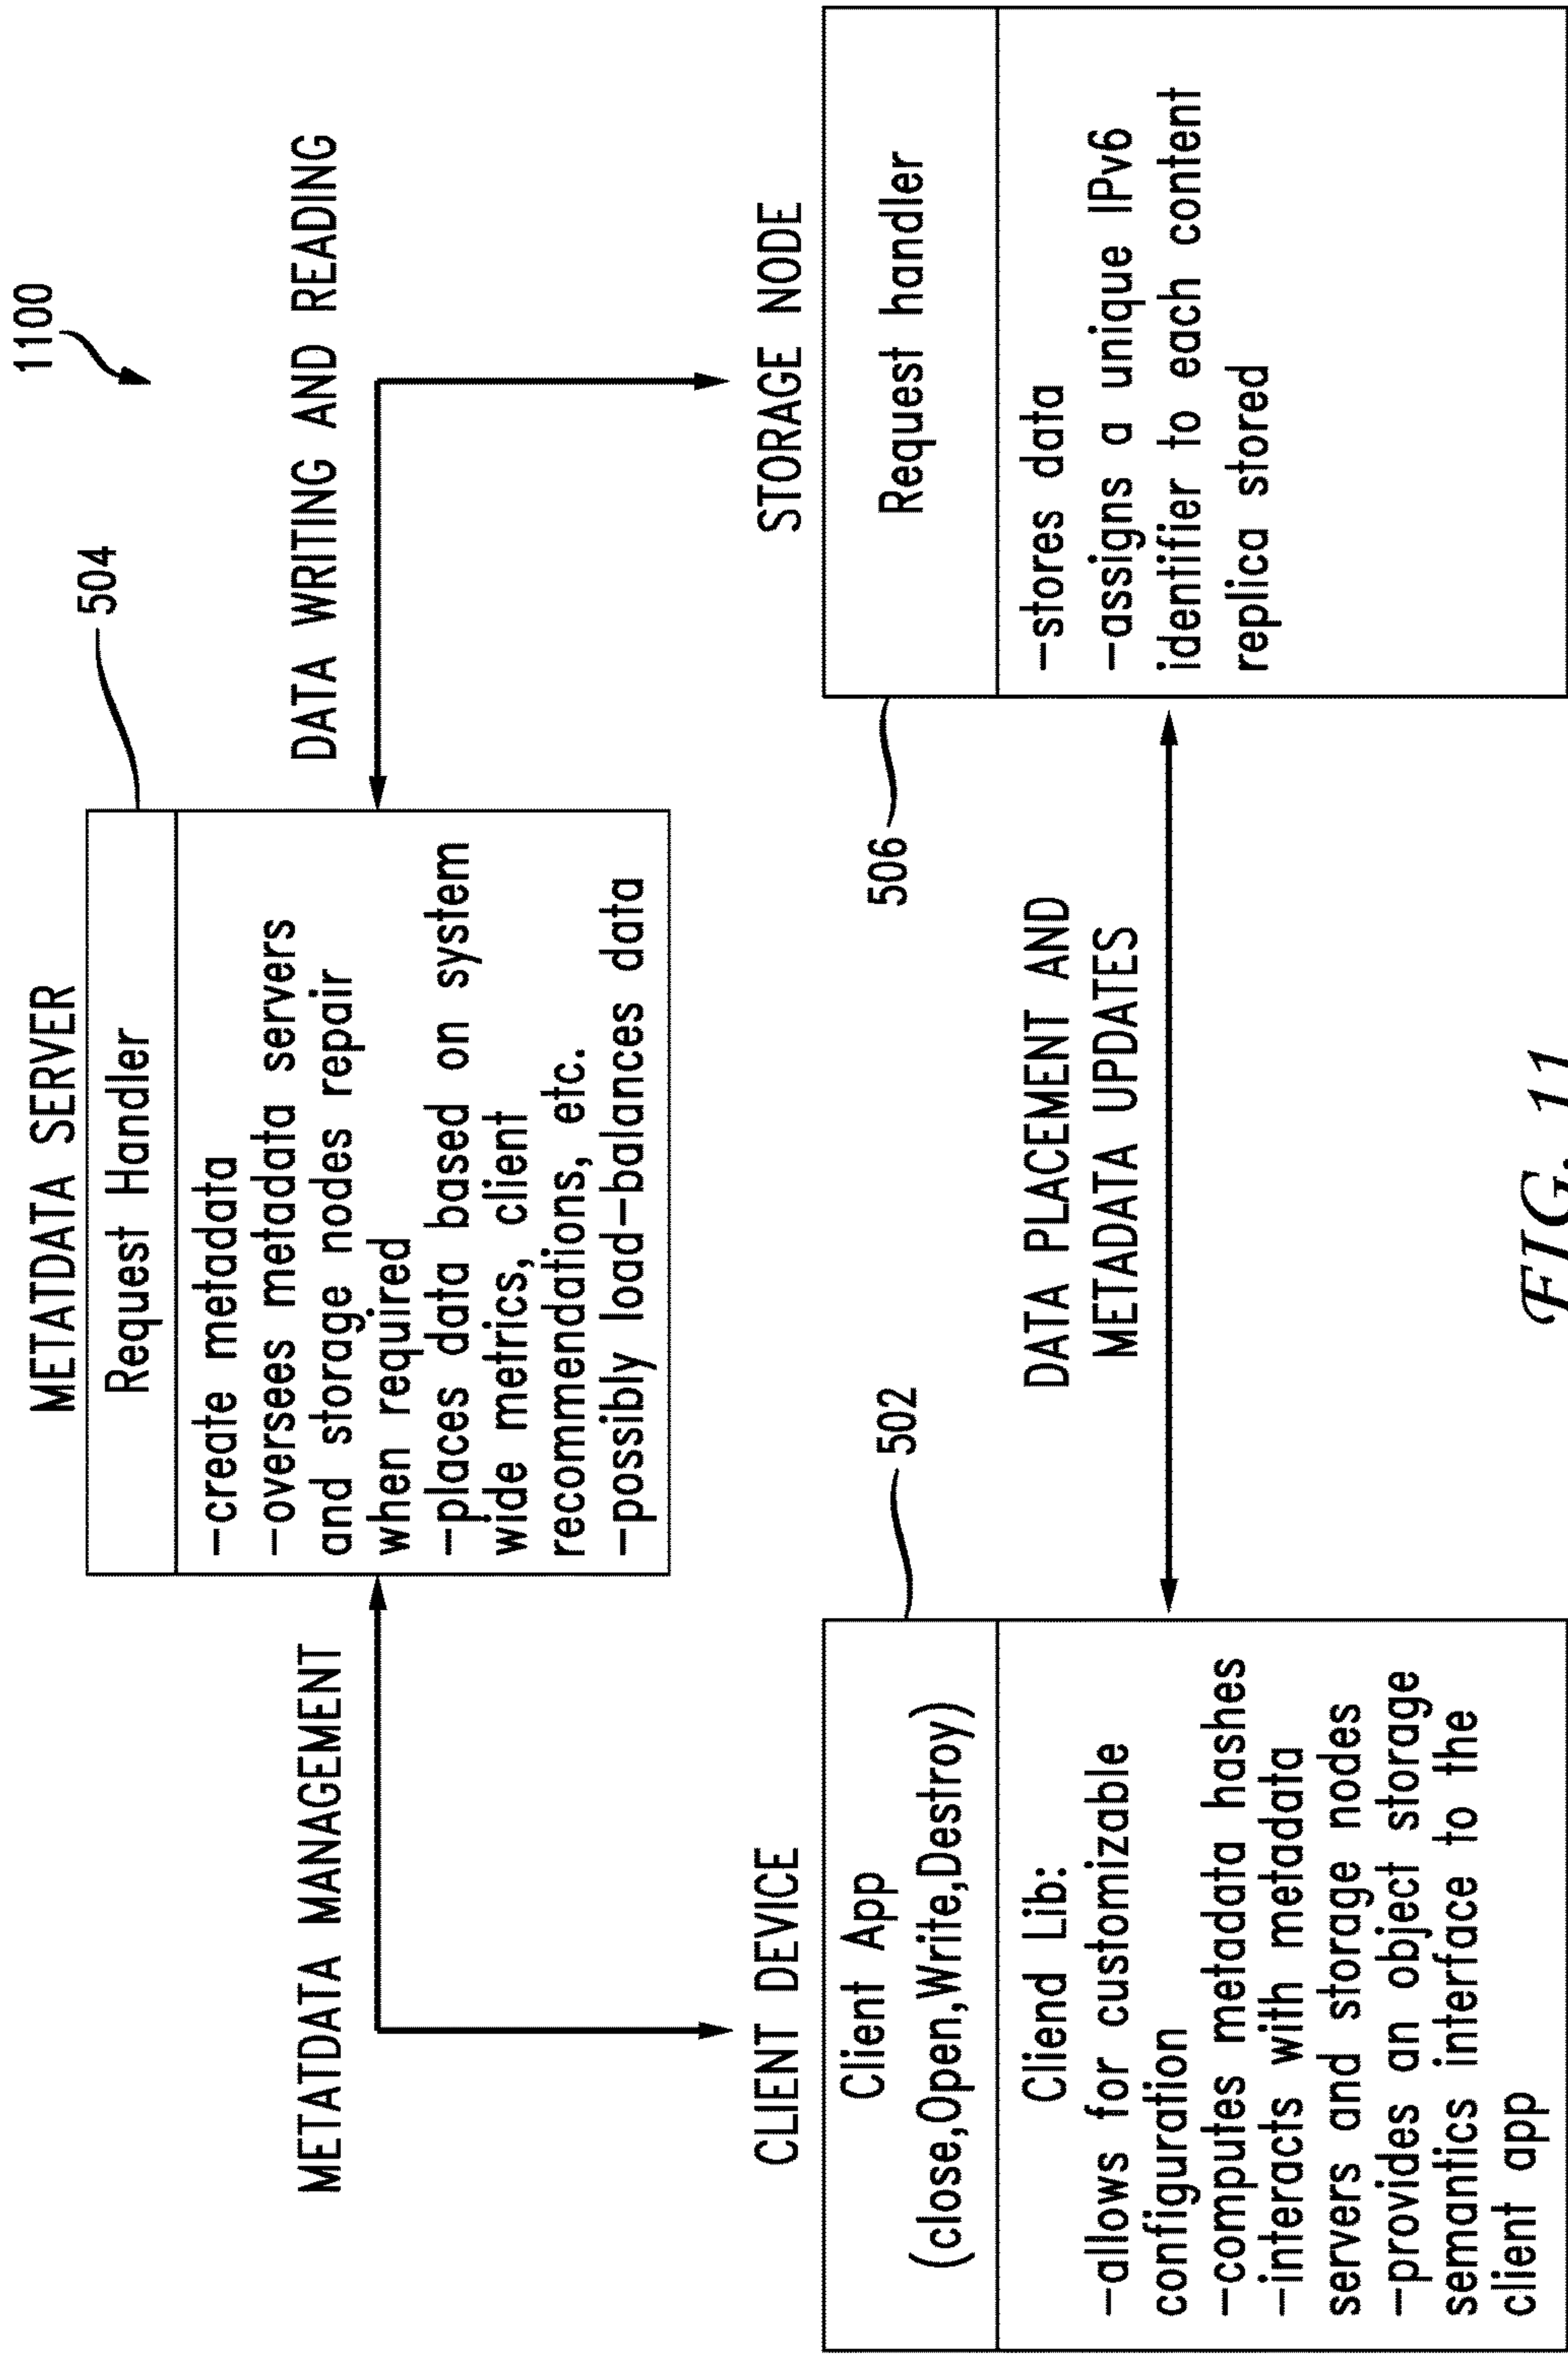 1100
METATDATA SERVER
504
Request Handler
-create metadata
-oversees metadata servers
and storage nodes repair
when required
-places data based on system
wide metrics, client
recommendations, etc.
-possibly load-balances data
METATDATA MANAGEMENT
DATA WRITING AND READING
CLIENT DEVICE
502
Client App
(close,Open,Write,Destroy)
Cliend Lib:
-allows for customizable
configuration
-computes metadata hashes
-interacts with metadata
servers and storage nodes
-provides an object storage
semantics interface to the
client app
DATA PLACEMENT AND
METADATA UPDATES
STORAGE NODE
506
Request handler
-stores data
-assigns a unique IPv6
identifier to each content
replica stored
FIG. 11